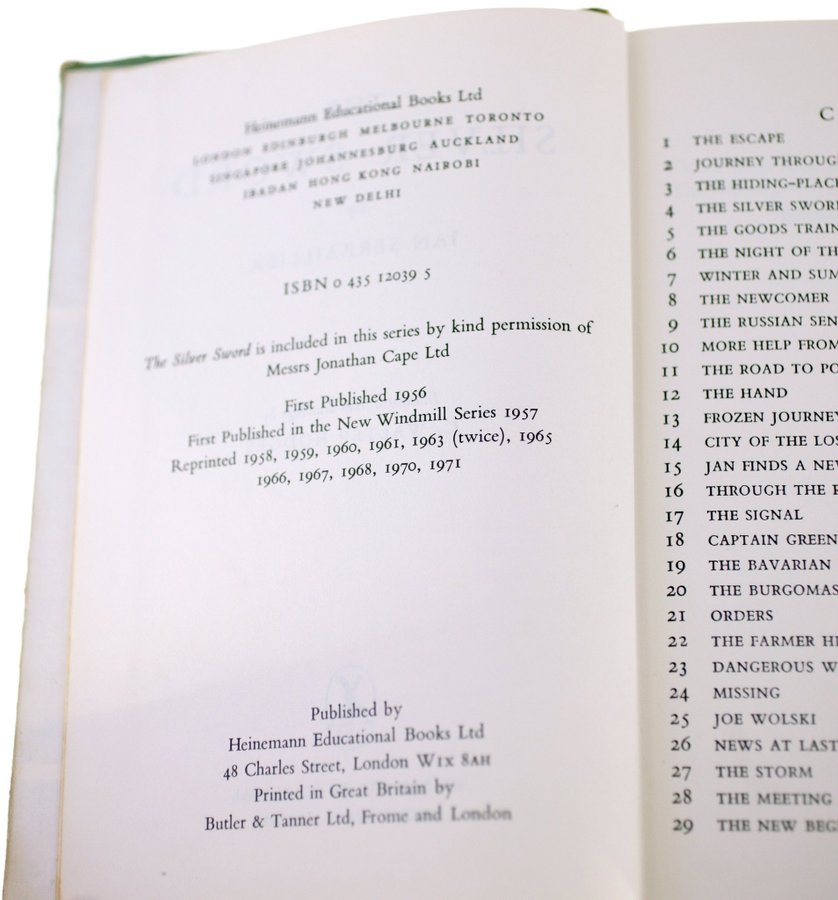 Heinemann Educational Books Ltd
LONDON EDINBURGH MELBOURNE TORONTO
SINGAPORE JOHANNESBURG AUCKLAND
IBADAN HONG KONG NAIROBI
NEW DELHI
ISBN 0 435 12039 5
The Silver Sword is included in this series by kind permission of
Messrs Jonathan Cape Ltd
First Published 1956
First Published in the New Windmill Series 1957
Reprinted 1958, 1959, 1960, 1961, 1963 (twice), 1965
1966, 1967, 1968, 1970, 1971
Published by
Heinemann Educational Books Ltd
48 Charles Street, London W1X 8AH
Printed in Great Britain by
Butler & Tanner Ltd, Frome and London
C
1 THE ESCAPE
2 JOURNEY THROUG
3 THE HIDING-PLAC
4 THE SILVER SWOR
5 THE GOODS TRAIN
6 THE NIGHT OF TH
7 WINTER AND SUM
8 THE NEWCOMER
9 THE RUSSIAN SEN
10 MORE HELP FROM
11 THE ROAD TO PO
12 THE HAND
13 FROZEN JOURNEY
14 CITY OF THE LOS
15 JAN FINDS A NEW
16 THROUGH THE
17 THE SIGNAL
18 CAPTAIN GREEN
19 THE BAVARIAN
20 THE BURGOMAS
21 ORDERS
22 THE FARMER HI
23 DANGEROUS W
24 MISSING
25 JOE WOLSKI
26 NEWS AT LAST
27 THE STORM
28 THE MEETING
29 THE NEW BEG